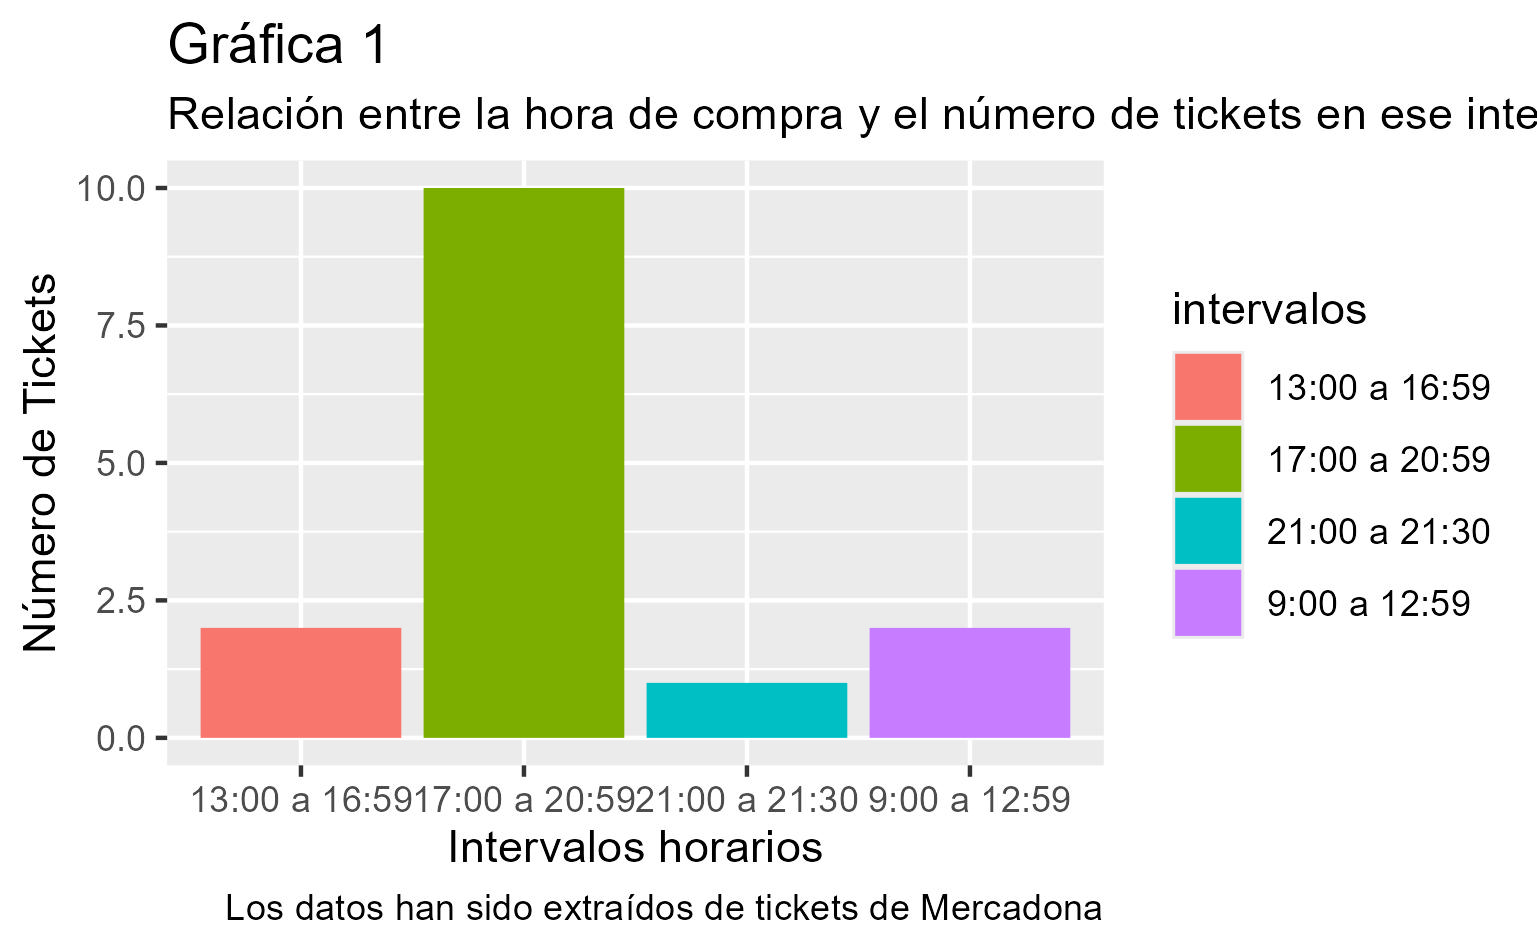 Gráfica 1
Relación entre la hora de compra y el número de tickets en ese inte
10.0
7.5
5.0
2.5
0.0
Número de Tickets
13:00 a 16:59 17:00 a 20:59 21:00 a 21:30 9:00 a 12:59
Intervalos horarios
Los datos han sido extraídos de tickets de Mercadona
intervalos
13:00 a 16:59
17:00 a 20:59
21:00 a 21:30
9:00 a 12:59